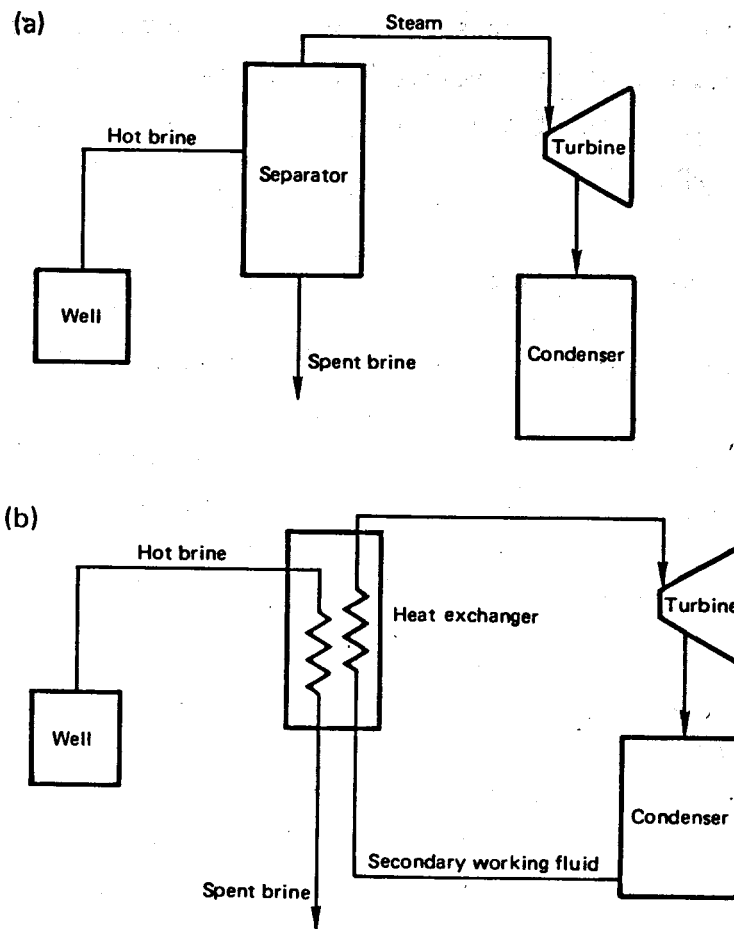 (a)
Steam
Hot brine
Turbine
Separator
Well
Condenser
Spent brine
(b)
Hot brine
Heat exchanger
Turbine
Well
Condenser
Secondary working fluid
Spent brine